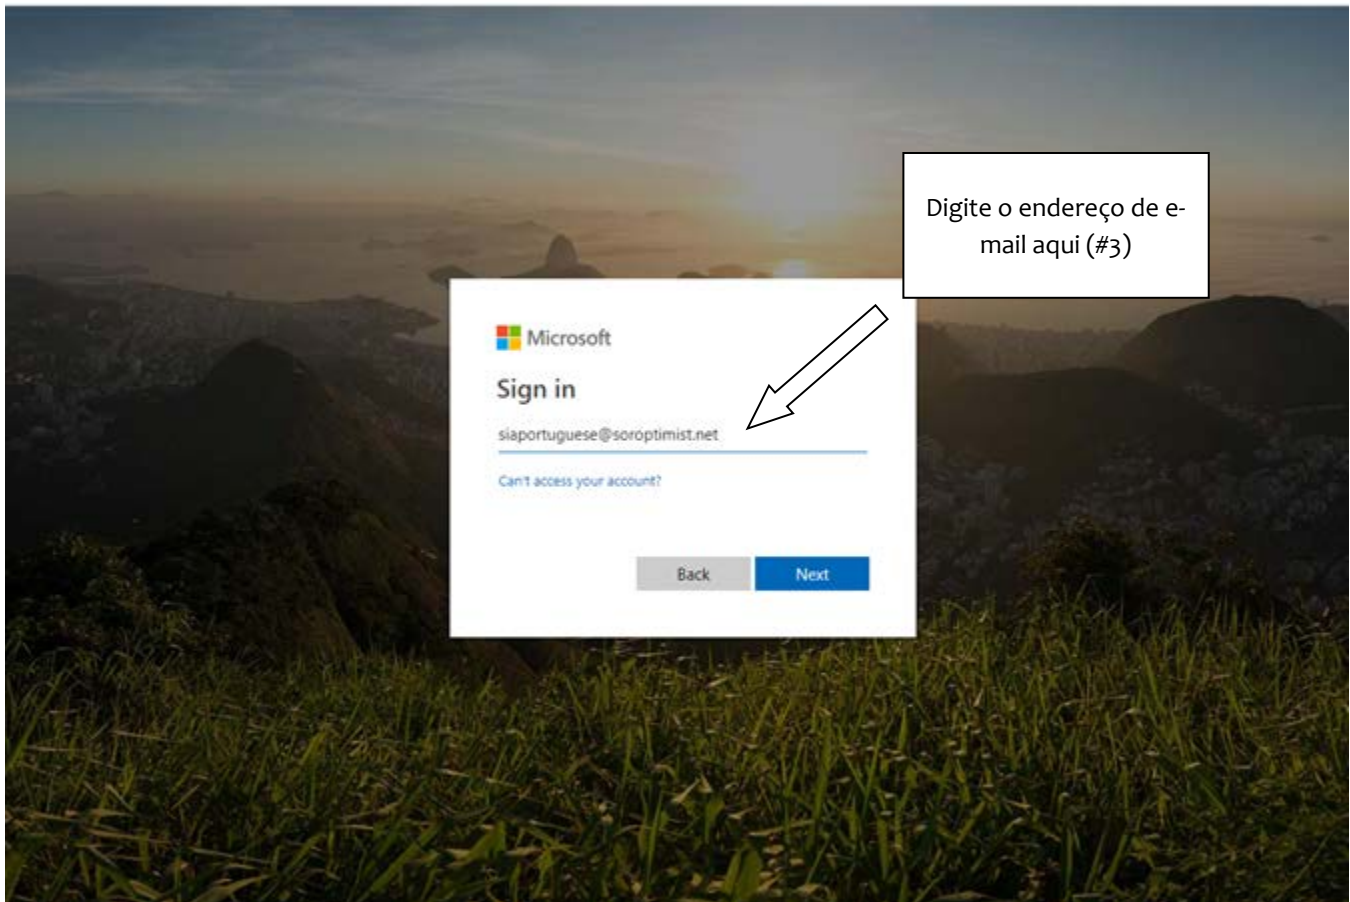 Digite o endereço de e-
mail aqui (#3)
Microsoft
Sign in
siaportuguese@soroptimist.net
Can't access your account?
Back
Next